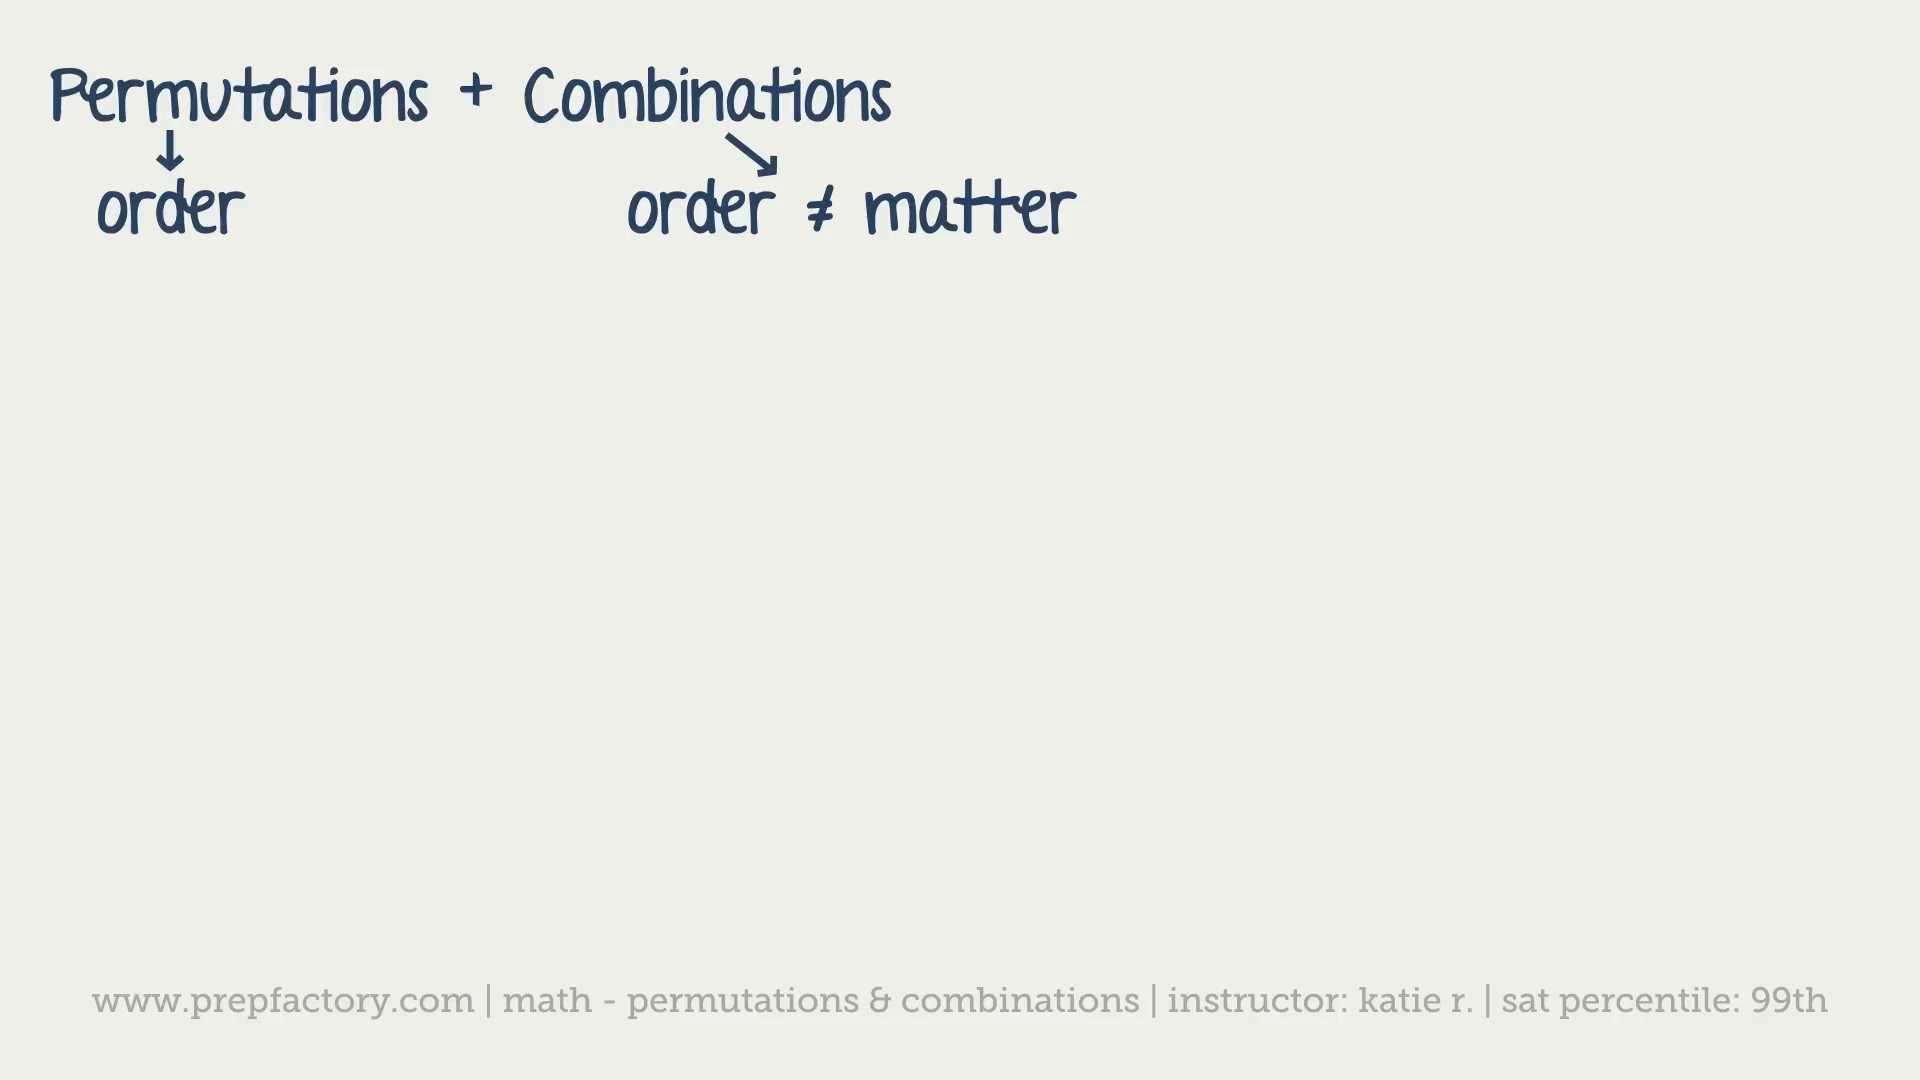 Permutations + Combinations
order order ≠ matter
www.prepfactory.com | math - permutations & combinations | instructor: katie r. | sat percentile: 99th